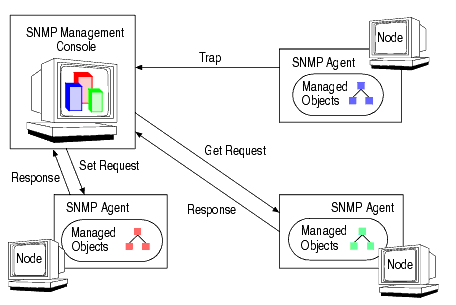 SNMP Management
Console
Trap
Node
SNMP Agent
Managed
Objects
Get Request
Set Request
Response
Response
SNMP Agent
Managed
Objects
Node
SNMP Agent
Managed
Objects
Node